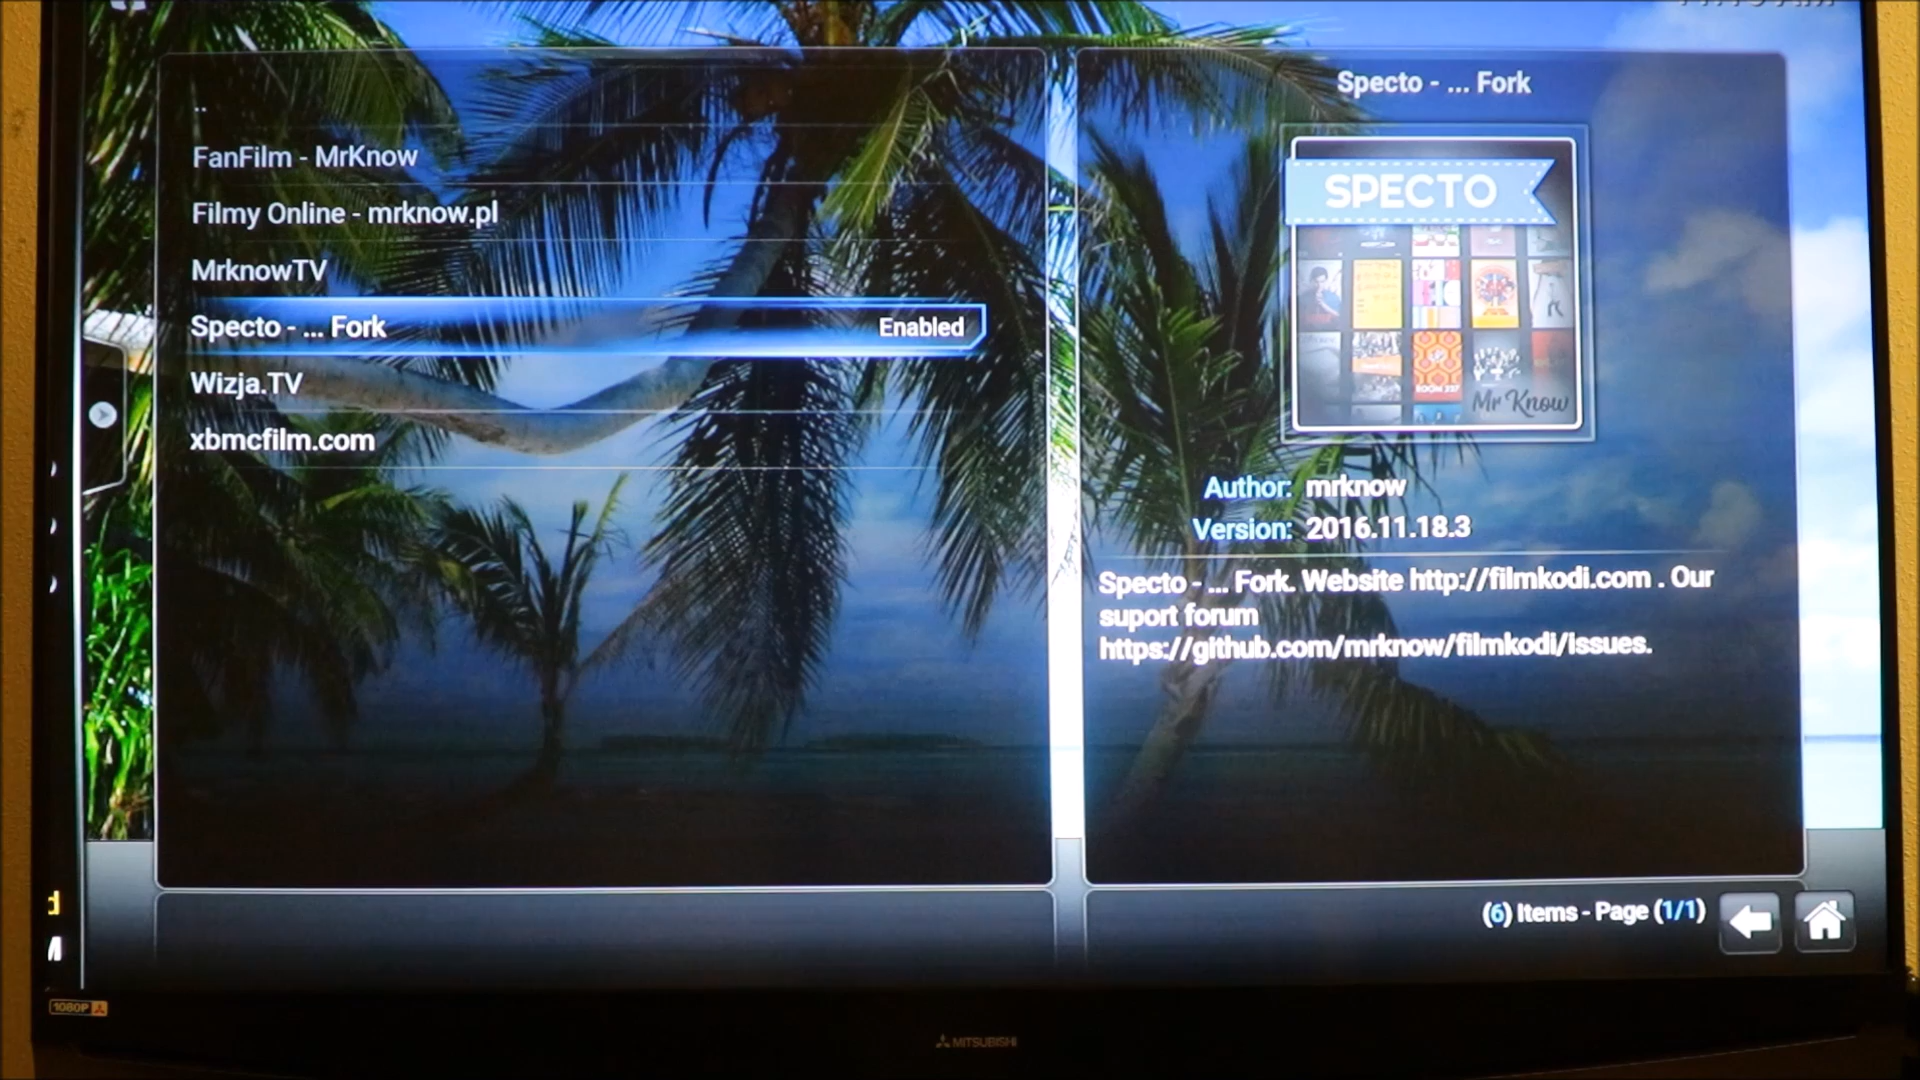 ..
FanFilm - MrKnow
Filmy Online - mrknow.pl
MrknowTV
Specto - ... Fork Enabled
Wizja.TV
xbmcfilm.com
Specto - ... Fork
SPECTO
ROOM 237
Mr Know
Author: mrknow
Version: 2016.11.18.3
Specto - ... Fork. Website http://filmkodi.com . Our
suport forum
https://github.com/mrknow/filmkodi/issues.
(6) Items - Page (1/1)
d
M
1080P
MITSUBISHI